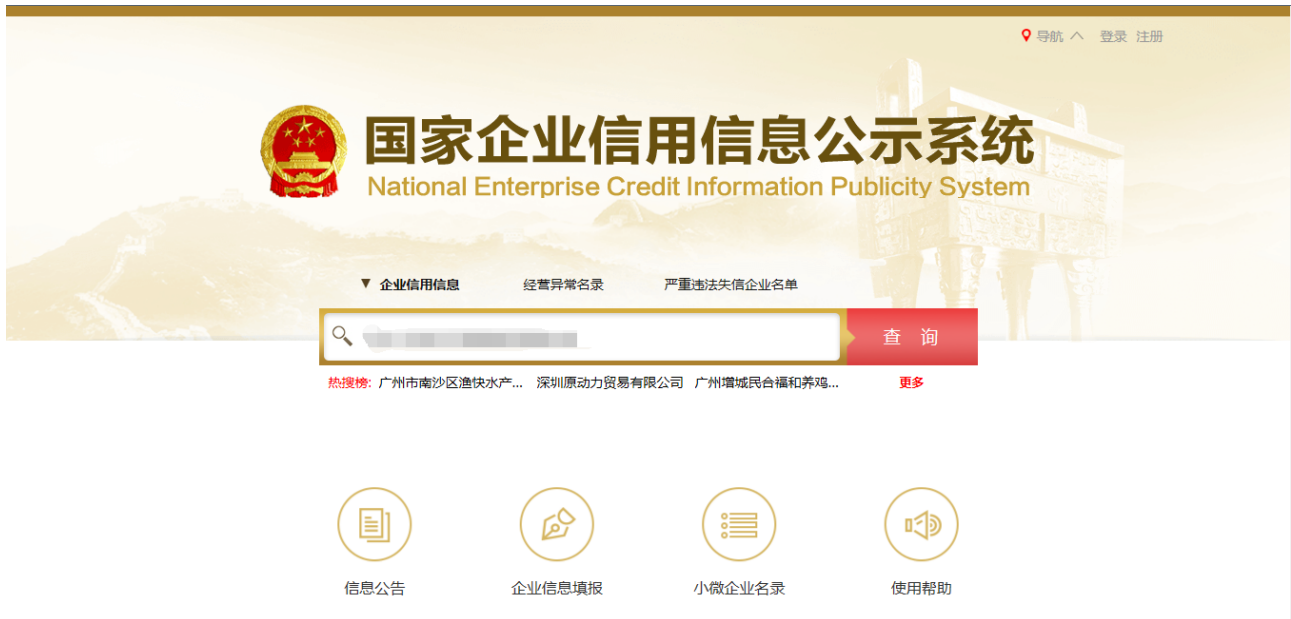 导航 登录 注册
国家企业信用信息公示系统
National Enterprise Credit Information Publicity System
企业信用信息 经营异常名录 严重违法失信企业名单
查 询
热搜榜: 广州市南沙区渔快水产... 深圳原动力贸易有限公司 广州增城民合福和养鸡... 更多
信息公告 企业信息填报 小微企业名录 使用帮助